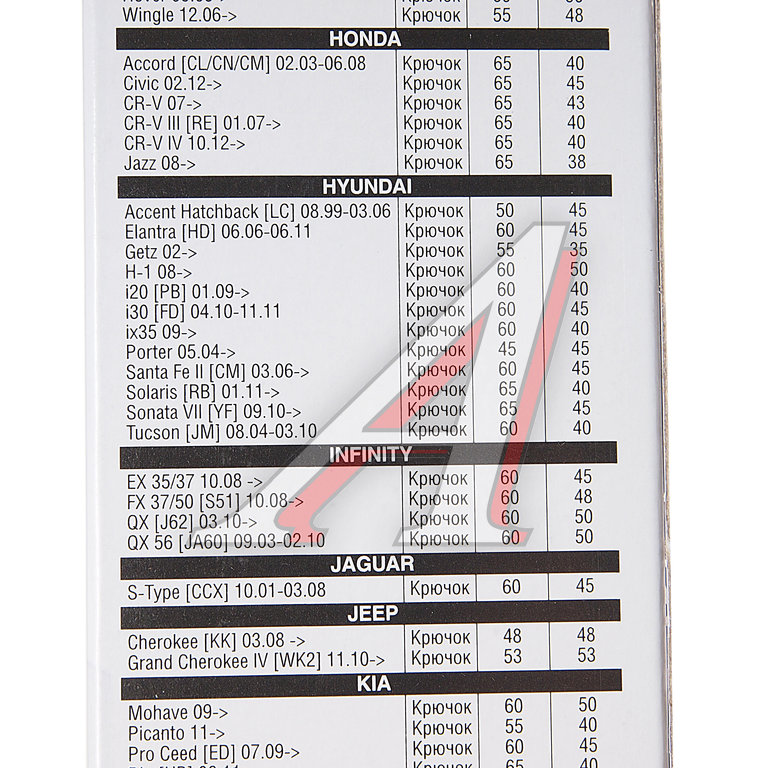 Wingle 12.06-> Крючок 55 48
HONDA
Accord [CL/CN/CM] 02.03-06.08 Крючок 65 40
Civic 02.12-> Крючок 65 45
CR-V 07-> Крючок 65 43
CR-V III [RE] 01.07-> Крючок 65 40
CR-V IV 10.12-> Крючок 65 40
Jazz 08-> Крючок 65 38
HYUNDAI
Accent Hatchback [LC] 08.99-03.06 Крючок 50 45
Elantra [HD] 06.06-06.11 Крючок 60 45
Getz 02-> Крючок 55 35
H-1 08-> Крючок 60 50
i20 [PB] 01.09-> Крючок 60 40
i30 [FD] 04.10-11.11 Крючок 60 45
ix35 09-> Крючок 60 40
Porter 05.04-> Крючок 45 45
Santa Fe II [CM] 03.06-> Крючок 60 45
Solaris [RB] 01.11-> Крючок 65 40
Sonata VII [YF] 09.10-> Крючок 65 45
Tucson [JM] 08.04-03.10 Крючок 60 40
INFINITY
EX 35/37 10.08 -> Крючок 60 45
FX 37/50 [S51] 10.08-> Крючок 60 48
QX [J62] 03.10-> Крючок 60 50
QX 56 [JA60] 09.03-02.10 Крючок 60 50
JAGUAR
S-Type [CCX] 10.01-03.08 Крючок 60 45
JEEP
Cherokee [KK] 03.08 -> Крючок 48 48
Grand Cherokee IV [WK2] 11.10-> Крючок 53 53
KIA
Mohave 09-> Крючок 60 50
Picanto 11-> Крючок 55 40
Pro Ceed [ED] 07.09-> Крючок 60 45
Крючок 65 40